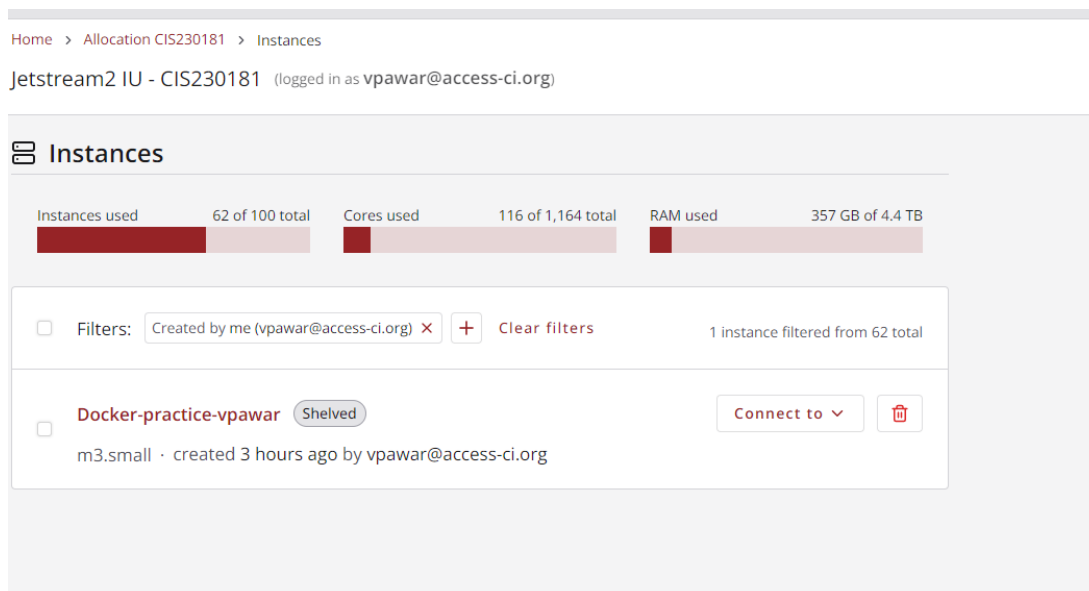 Home > Allocation CIS230181 > Instances
Jetstream2 IU - CIS230181 (logged in as vpawar@access-ci.org)
Instances
Instances used 62 of 100 total Cores used 116 of 1,164 total RAM used 357 GB of 4.4 TB
Filters: Created by me (vpawar@access-ci.org) × + Clear filters 1 instance filtered from 62 total
Docker-practice-vpawar Shelved Connect to
m3.small · created 3 hours ago by vpawar@access-ci.org